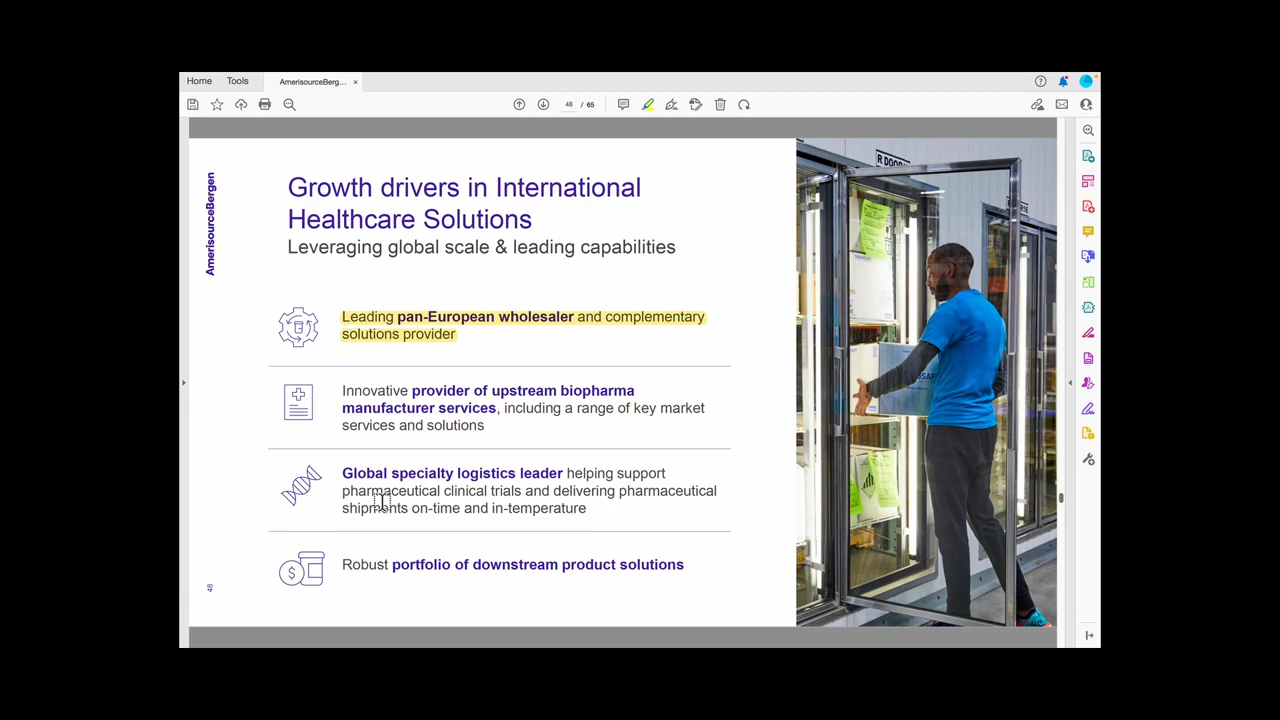 Home
Tools
AmerisourceBerg...
48 / 65
AmerisourceBergen
Growth drivers in International
Healthcare Solutions
Leveraging global scale & leading capabilities
Leading pan-European wholesaler and complementary
solutions provider
Innovative provider of upstream biopharma
manufacturer services, including a range of key market
services and solutions
Global specialty logistics leader helping support
pharmaceutical clinical trials and delivering pharmaceutical
shipments on-time and in-temperature
Robust portfolio of downstream product solutions
48